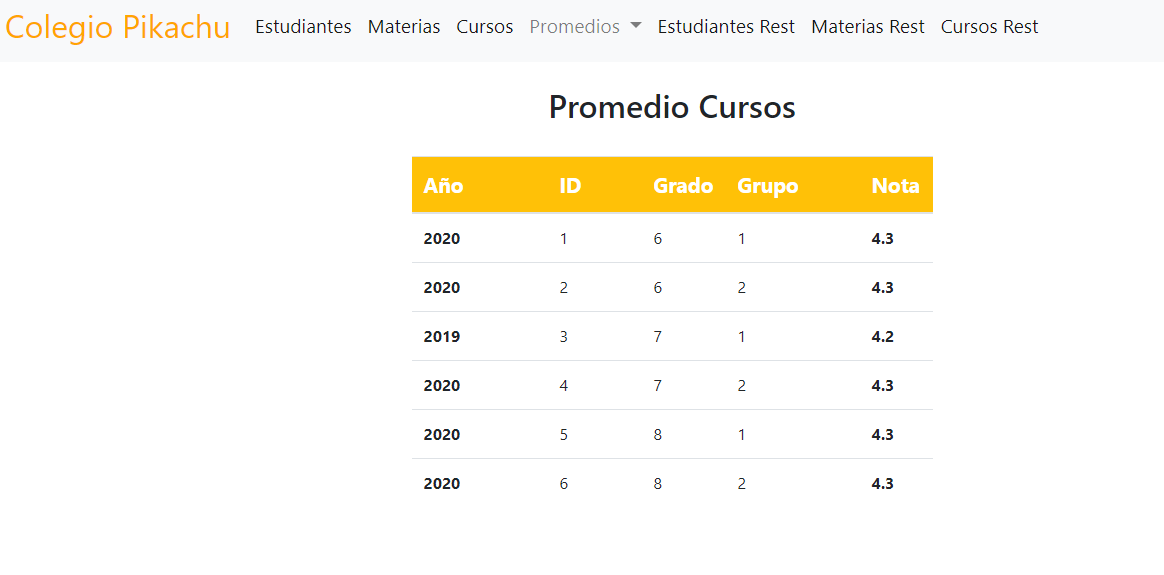 Colegio Pikachu Estudiantes Materias Cursos Promedios Estudiantes Rest Materias Rest Cursos Rest
Promedio Cursos
Año ID Grado Grupo Nota
2020 1 6 1 4.3
2020 2 6 2 4.3
2019 3 7 1 4.2
2020 4 7 2 4.3
2020 5 8 1 4.3
2020 6 8 2 4.3